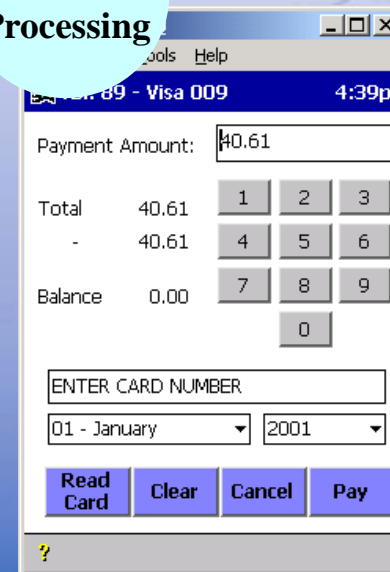 Processing
Tools Help
89 - Visa 009 4:39p
Payment Amount: 40.61
Total 40.61
- 40.61
Balance 0.00
1 2 3
4 5 6
7 8 9
0
ENTER CARD NUMBER
01 - January 2001
Read Card Clear Cancel Pay
?